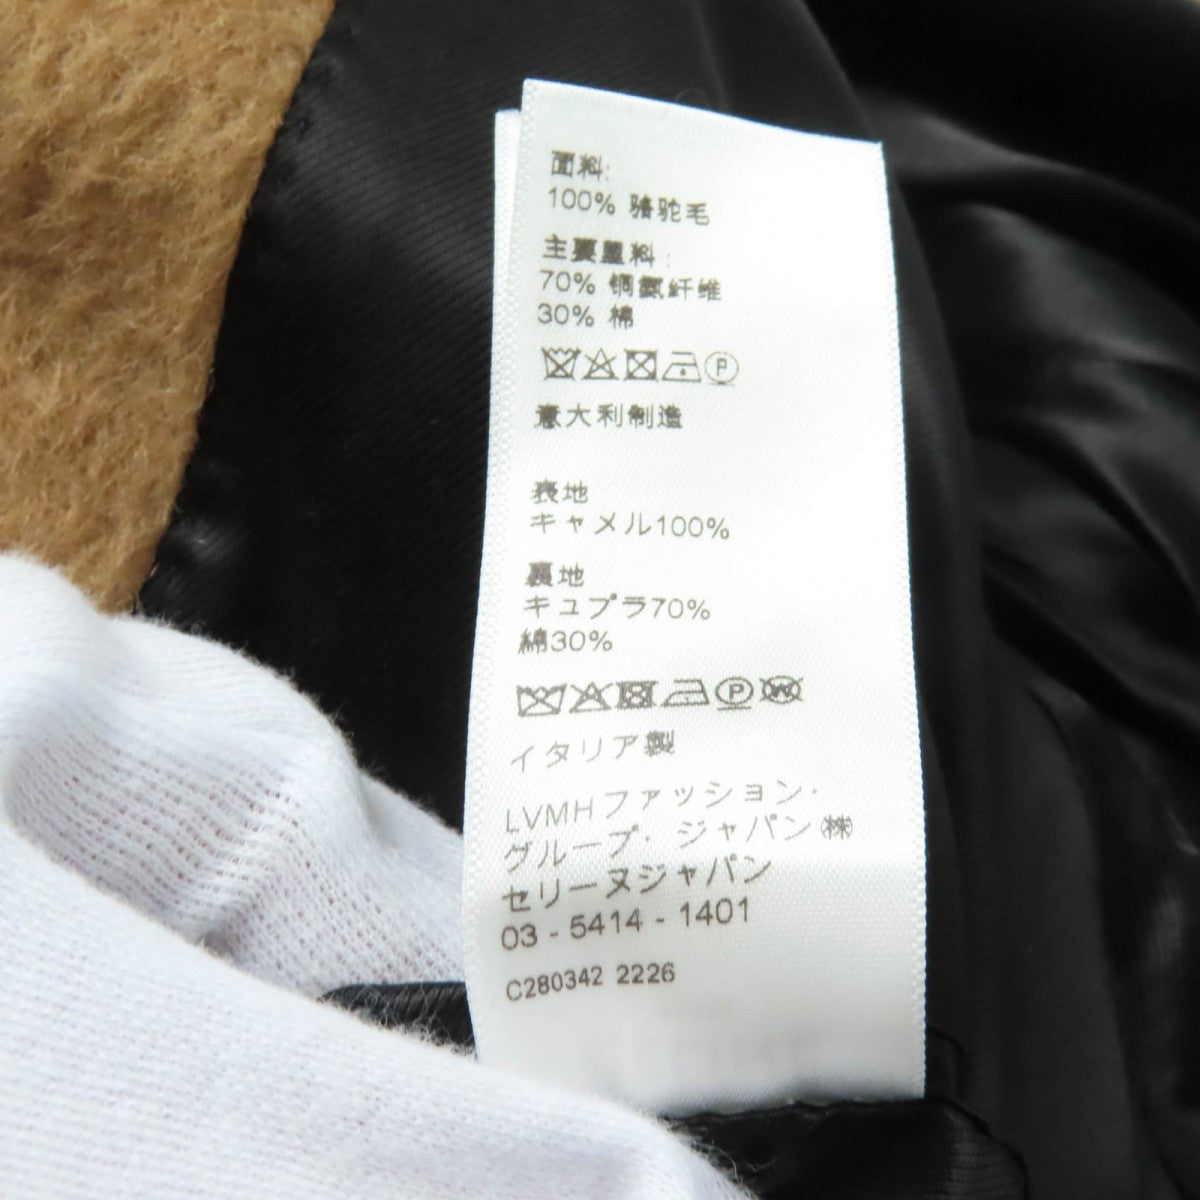 面料:
100% 骆驼毛
主要里料:
70% 铜氨纤维
30% 棉
P
意大利制造
表地
キャメル100%
裏地
キュプラ70%
綿30%
P W
イタリア製
LVMHファッション・
グループ・ジャパン㈱
セリーヌジャパン
03 - 5414 - 1401
C280342 2226